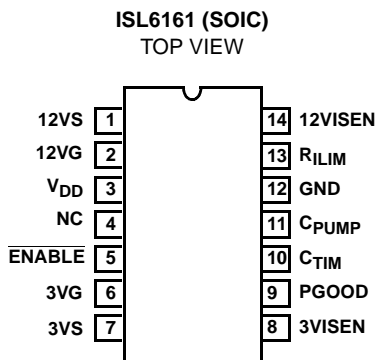 ISL6161 (SOIC)
TOP VIEW
12VS 1 14 12VISEN
12VG 2 13 RILIM
VDD 3 12 GND
NC 4 11 CPUMP
ENABLE 5 10 CTIM
3VG 6 9 PGOOD
3VS 7 8 3VISEN